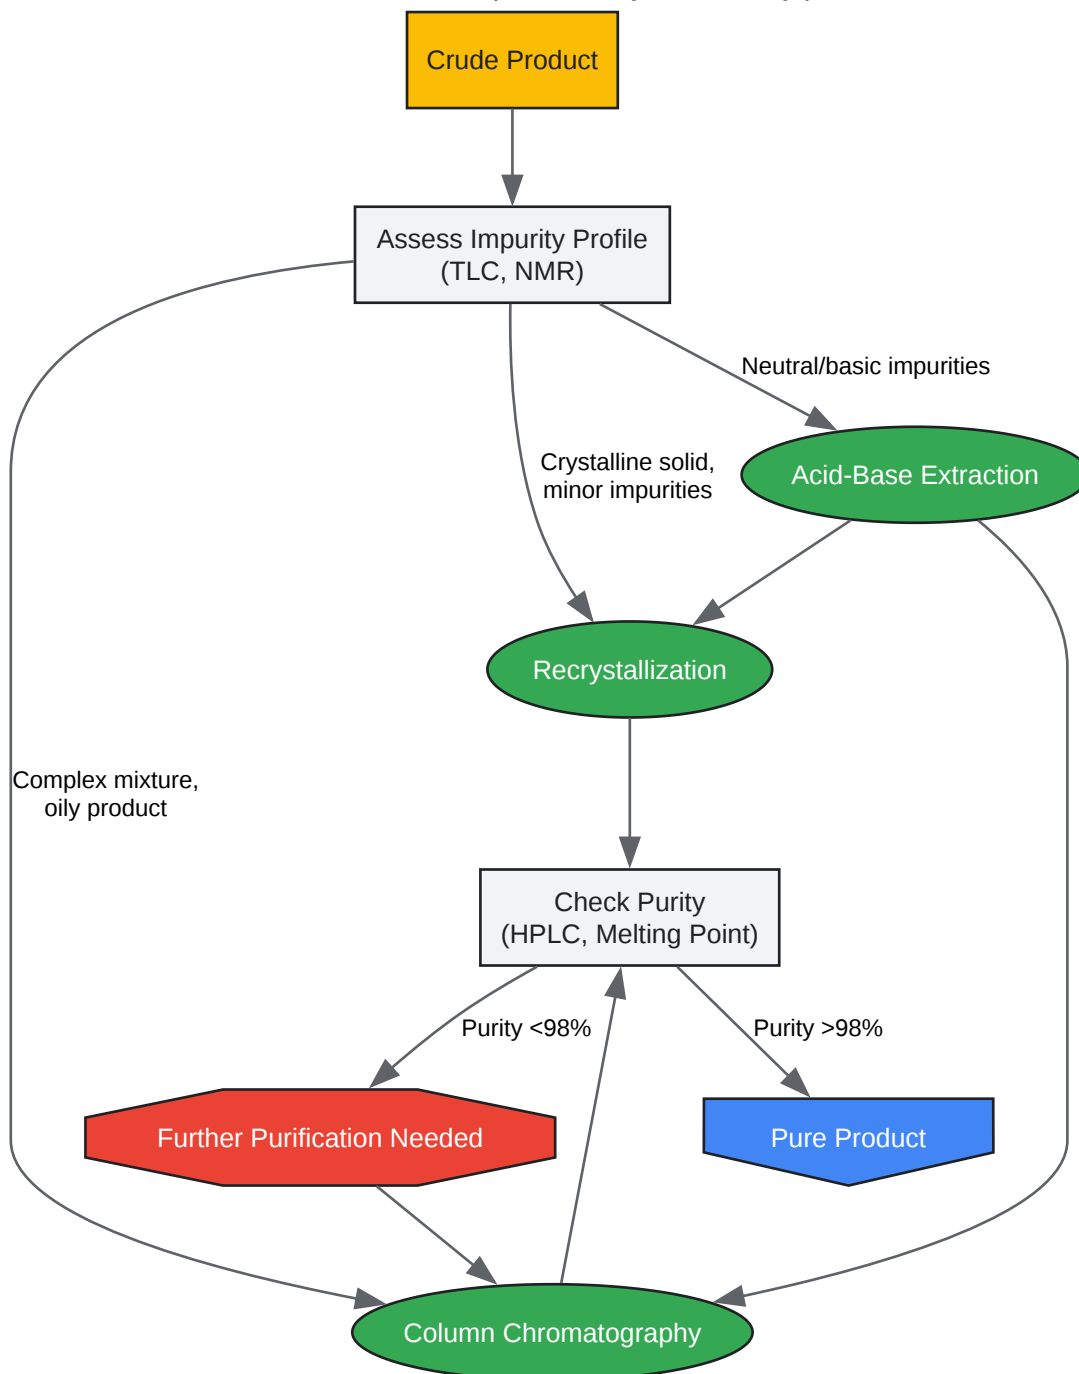 Crude Product
Assess Impurity Profile
(TLC, NMR)
Neutral/basic impurities
Crystalline solid,
minor impurities
Acid-Base Extraction
Recrystallization
Complex mixture,
oily product
Check Purity
(HPLC, Melting Point)
Purity <98%
Purity >98%
Further Purification Needed
Pure Product
Column Chromatography